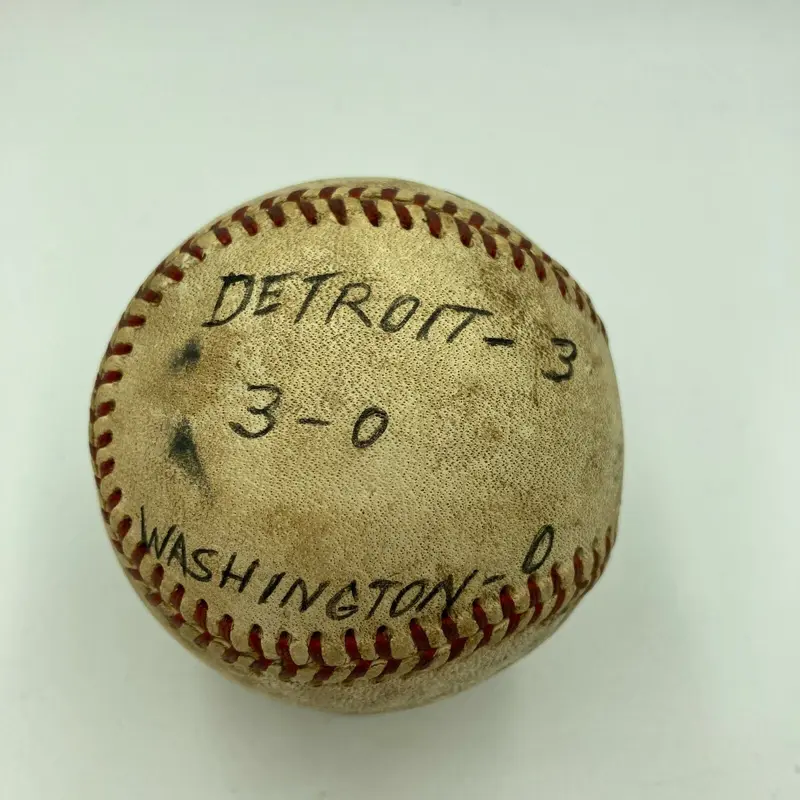 DETROIT- 3
3-0
WASHINGTON- 0